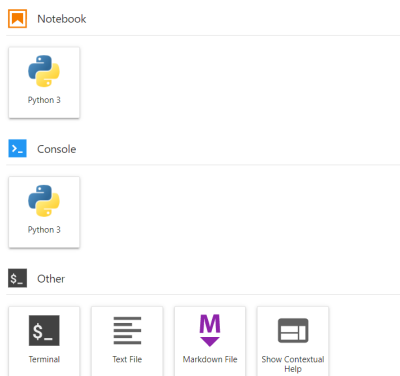 Notebook
Python 3
Console
Python 3
$_ Other
$_
M
Terminal
Text File
Markdown File
Show Contextual
Help